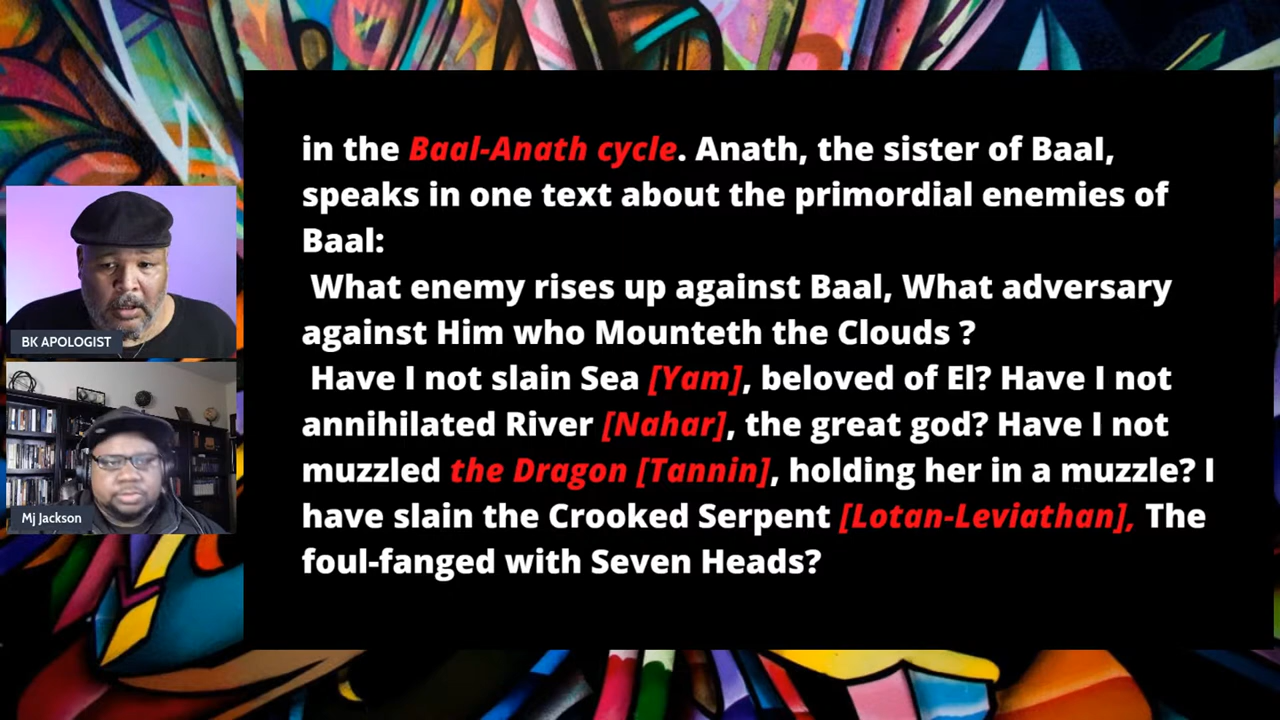 in the Baal-Anath cycle. Anath, the sister of Baal,
speaks in one text about the primordial enemies of
Baal:
What enemy rises up against Baal, What adversary
against Him who Mounteth the Clouds ?
Have I not slain Sea [Yam], beloved of El? Have I not
annihilated River [Nahar], the great god? Have I not
muzzled the Dragon [Tannin], holding her in a muzzle? I
have slain the Crooked Serpent [Lotan-Leviathan], The
foul-fanged with Seven Heads?
BK APOLOGIST
Mj Jackson